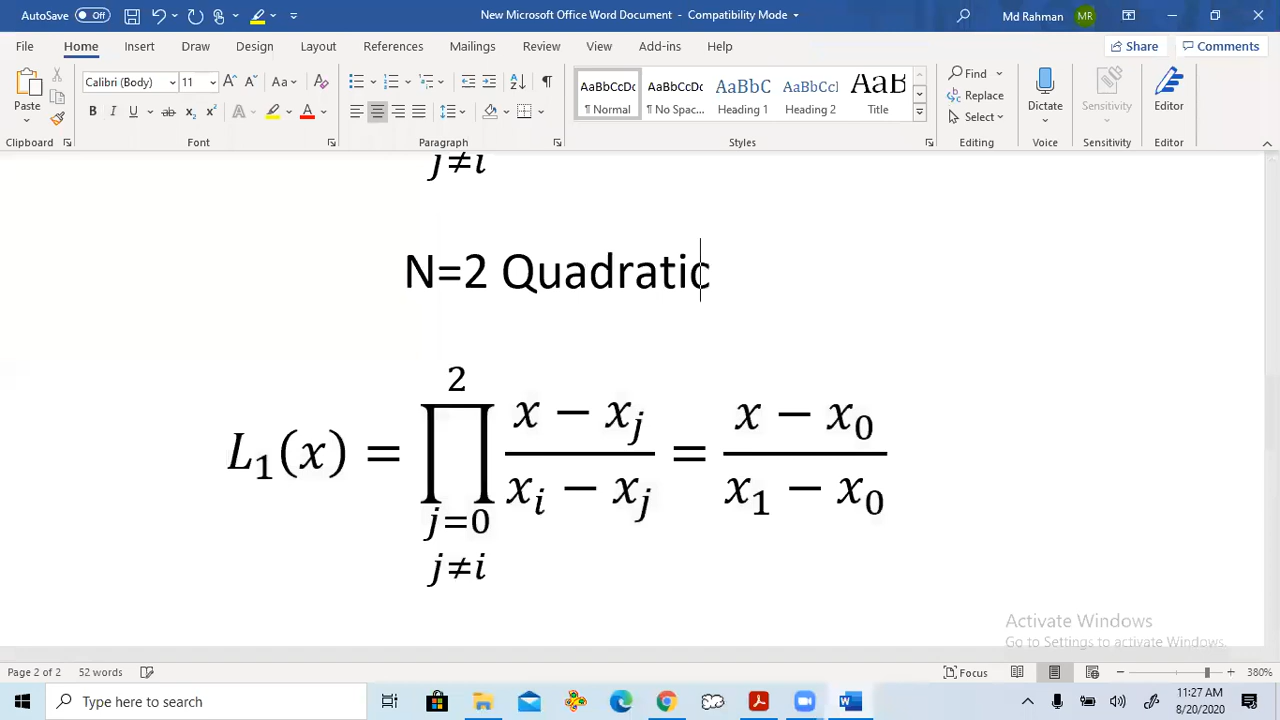 AutoSave Off New Microsoft Office Word Document - Compatibility Mode Md Rahman MR
File Home Insert Draw Design Layout References Mailings Review View Add-ins Help Share Comments
Paste Calibri (Body) 11 A A Aa A AaBbCcDc AaBbCcDc AaBbC AaBbCcI AaB Find Replace Select Dictate Sensitivity Editor
B I U ab x₂ x² A A ¶ Normal ¶ No Spac... Heading 1 Heading 2 Title
Clipboard Font Paragraph Styles Editing Voice Sensitivity Editor
j≠i
N=2 Quadratic
L₁(x) = ∏ 2 j=0 j≠i (x − xⱼ)/(xᵢ − xⱼ) = (x − x₀)/(x₁ − x₀)
Activate Windows
Go to Settings to activate Windows.
Page 2 of 2 52 words Focus 380%
Type here to search 11:27 AM
8/20/2020